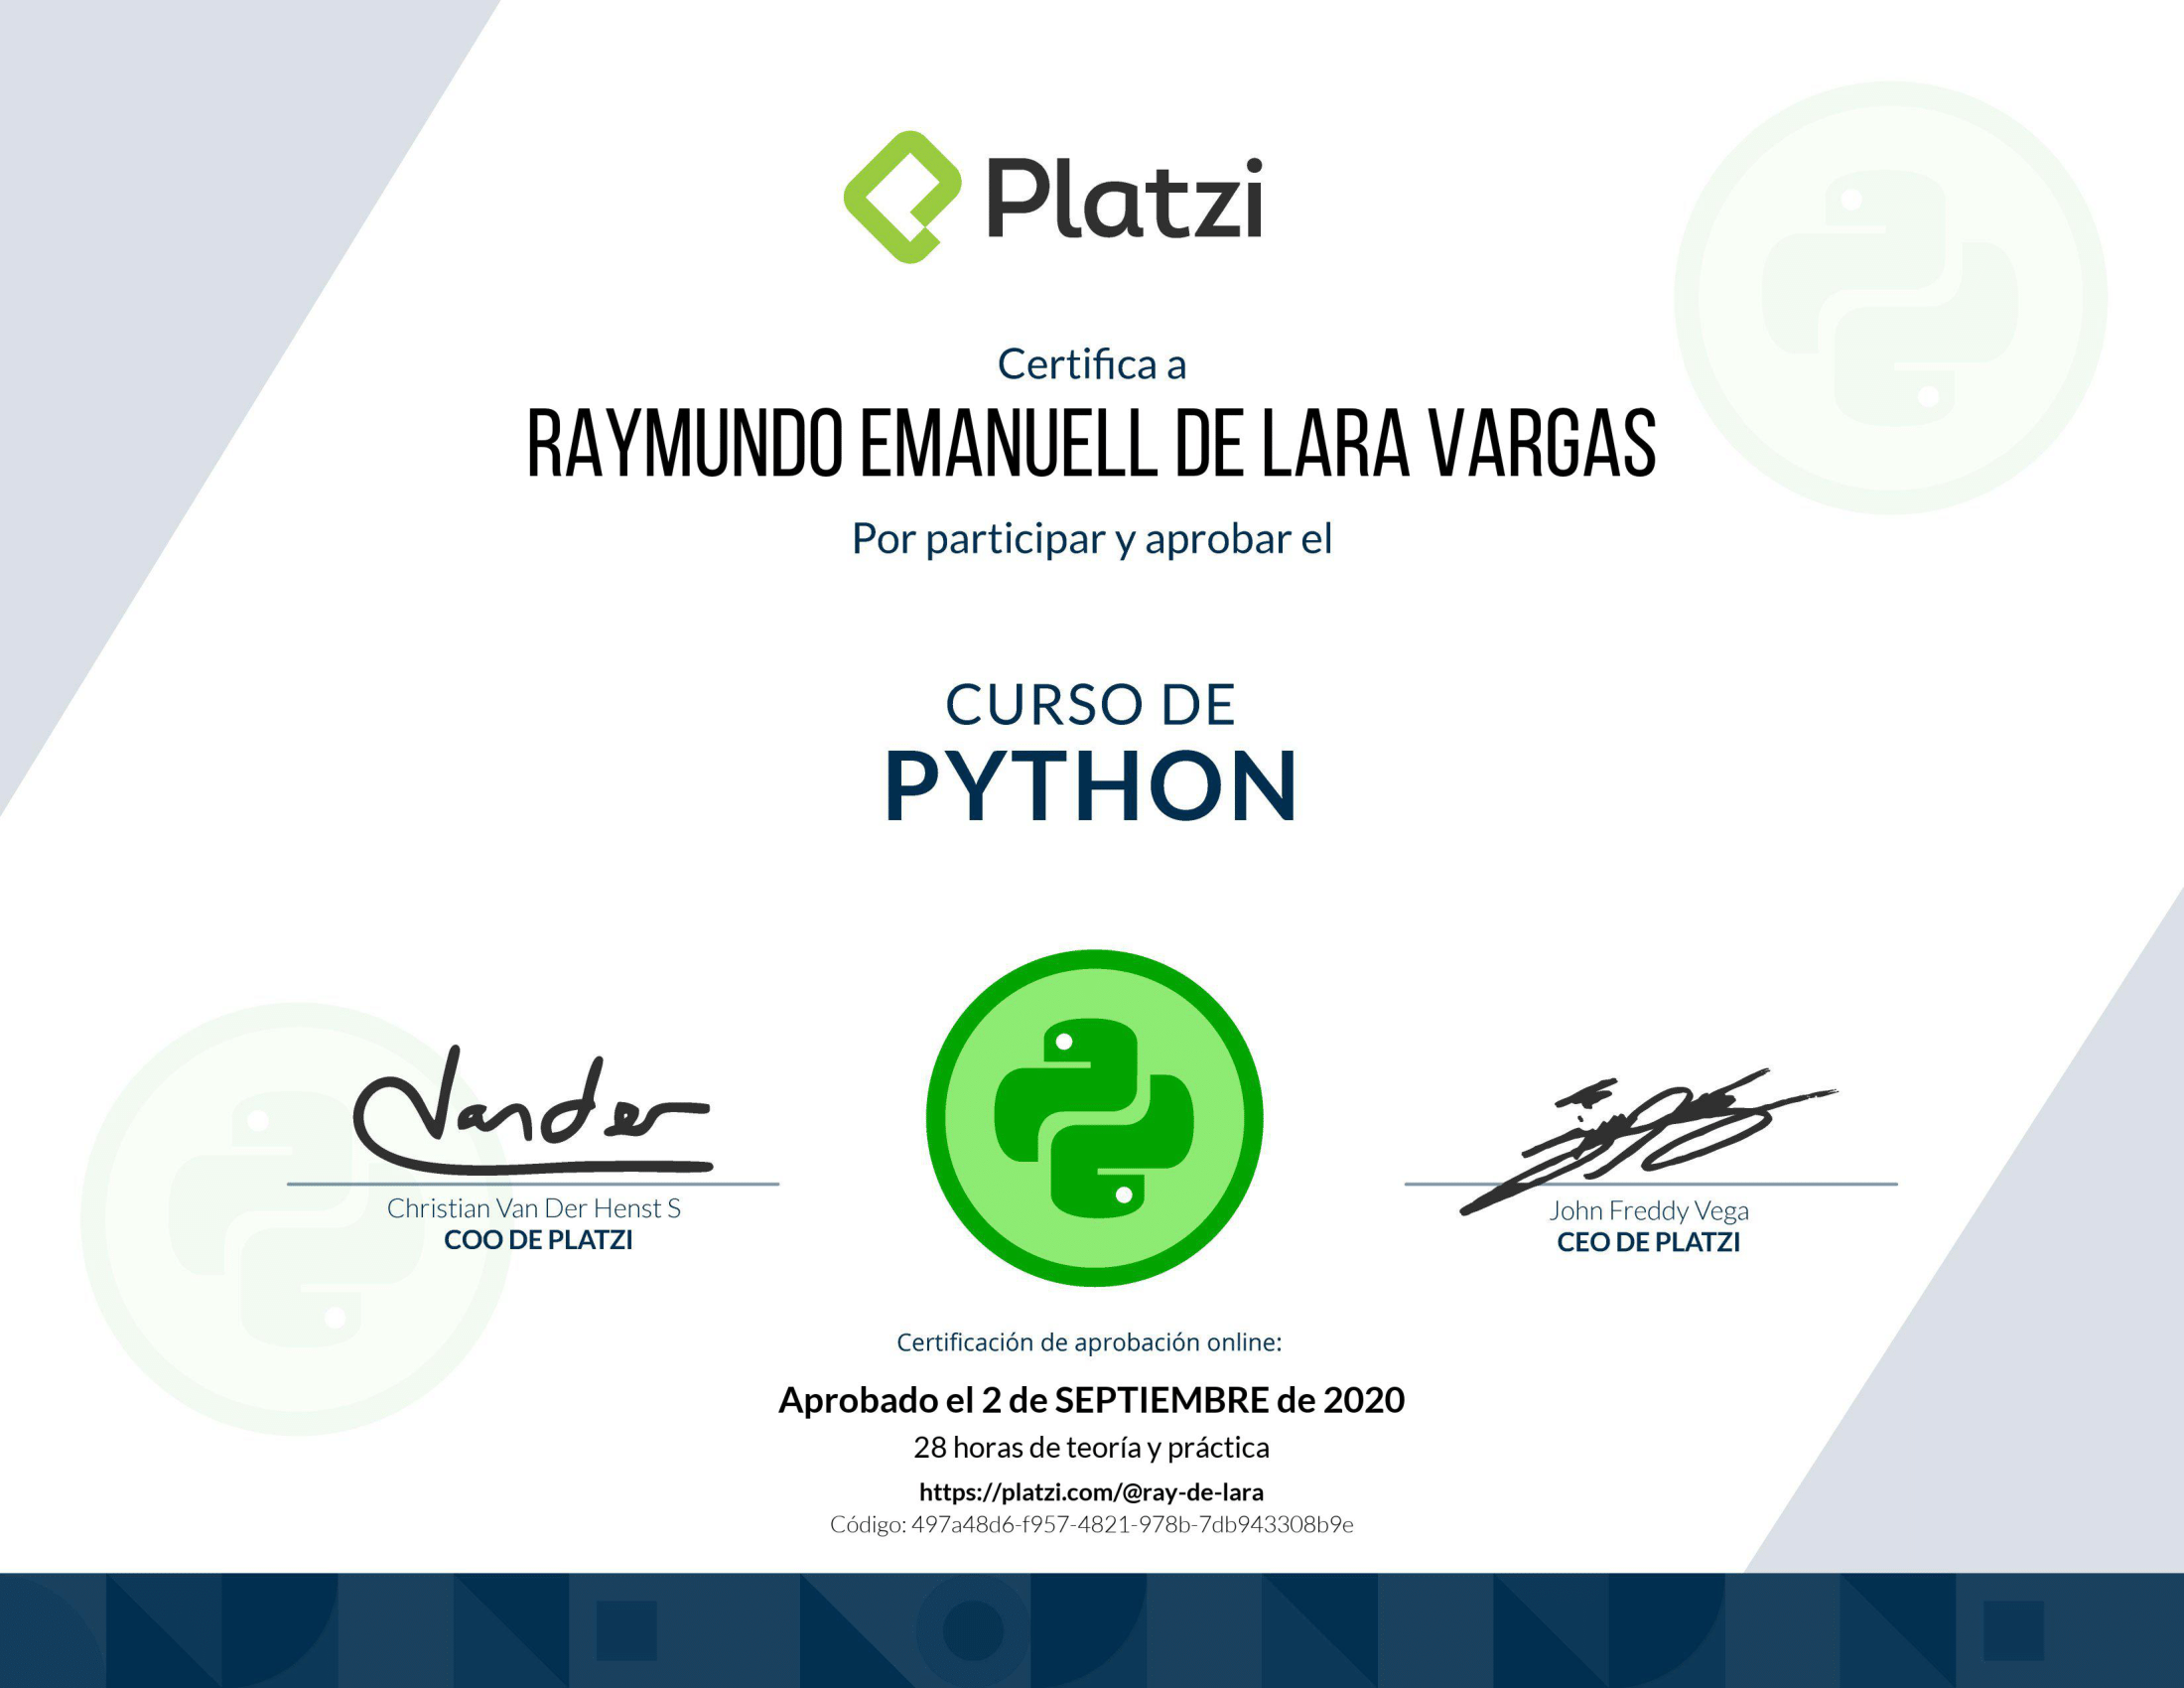 Platzi
Certifica a
RAYMUNDO EMANUELL DE LARA VARGAS
Por participar y aprobar el
CURSO DE
PYTHON
Vander
Christian Van Der Henst S
COO DE PLATZI
John Freddy Vega
CEO DE PLATZI
Certificación de aprobación online:
Aprobado el 2 de SEPTIEMBRE de 2020
28 horas de teoría y práctica
https://platzi.com/@ray-de-lara
Código: 497a48d6-f957-4821-978b-7db943308b9e